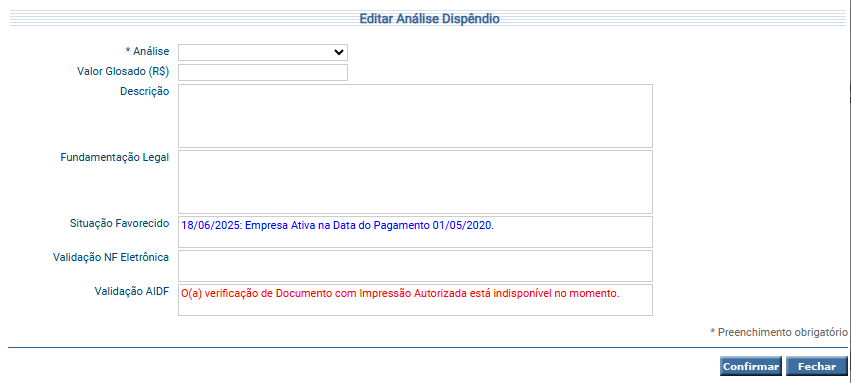 Editar Análise Dispêndio
* Análise
Valor Glosado (R$)
Descrição
Fundamentação Legal
Situação Favorecido 18/06/2025: Empresa Ativa na Data do Pagamento 01/05/2020.
Validação NF Eletrônica
Validação AIDF O(a) verificação de Documento com Impressão Autorizada está indisponível no momento.
* Preenchimento obrigatório
Confirmar Fechar